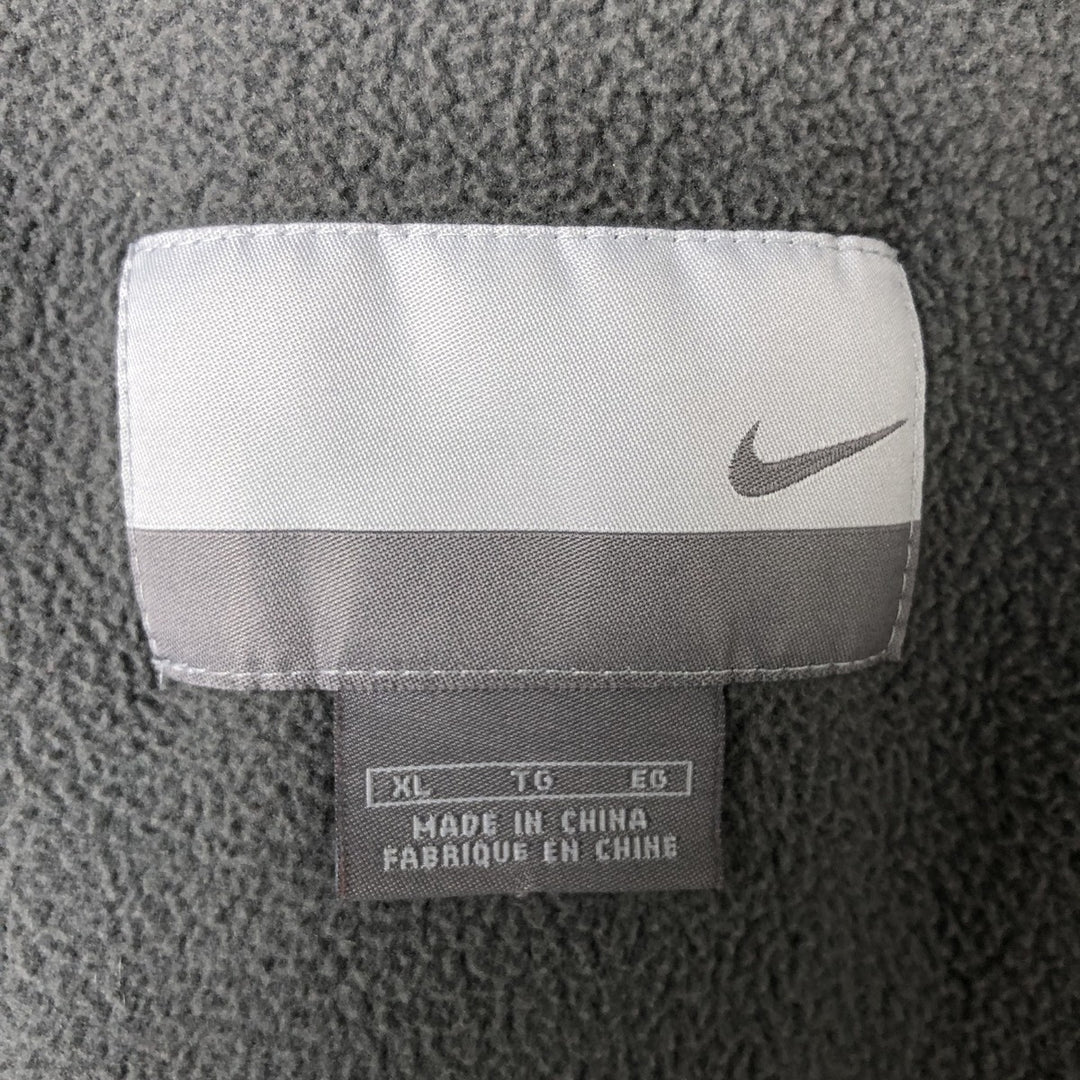 XL TG EG
MADE IN CHINA
FABRIQUE EN CHINE